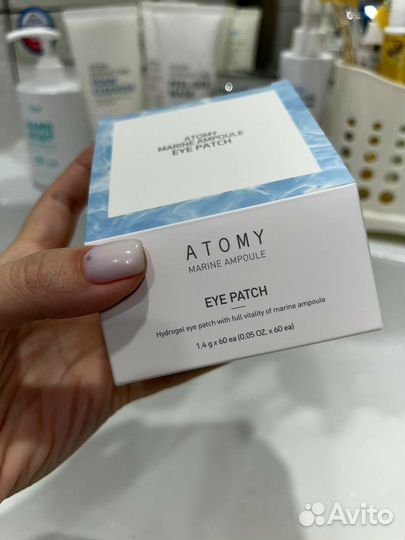 ATOMY
MARINE AMPOULE
EYE PATCH
ATOMY
MARINE AMPOULE
EYE PATCH
Hydrogel eye patch with full vitality of marine ampoule
1,4 g x 60 ea (0.05 OZ, x 60 ea)
Avito